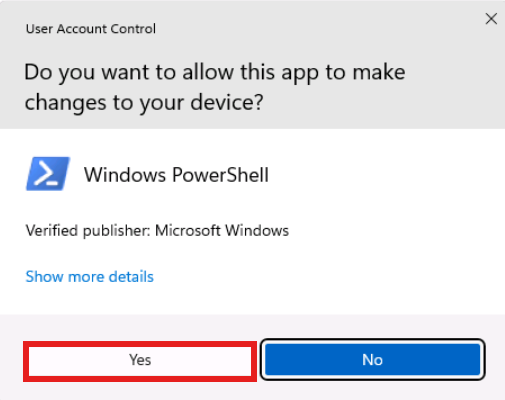 User Account Control
Do you want to allow this app to make
changes to your device?
Windows PowerShell
Verified publisher: Microsoft Windows
Show more details
Yes
No